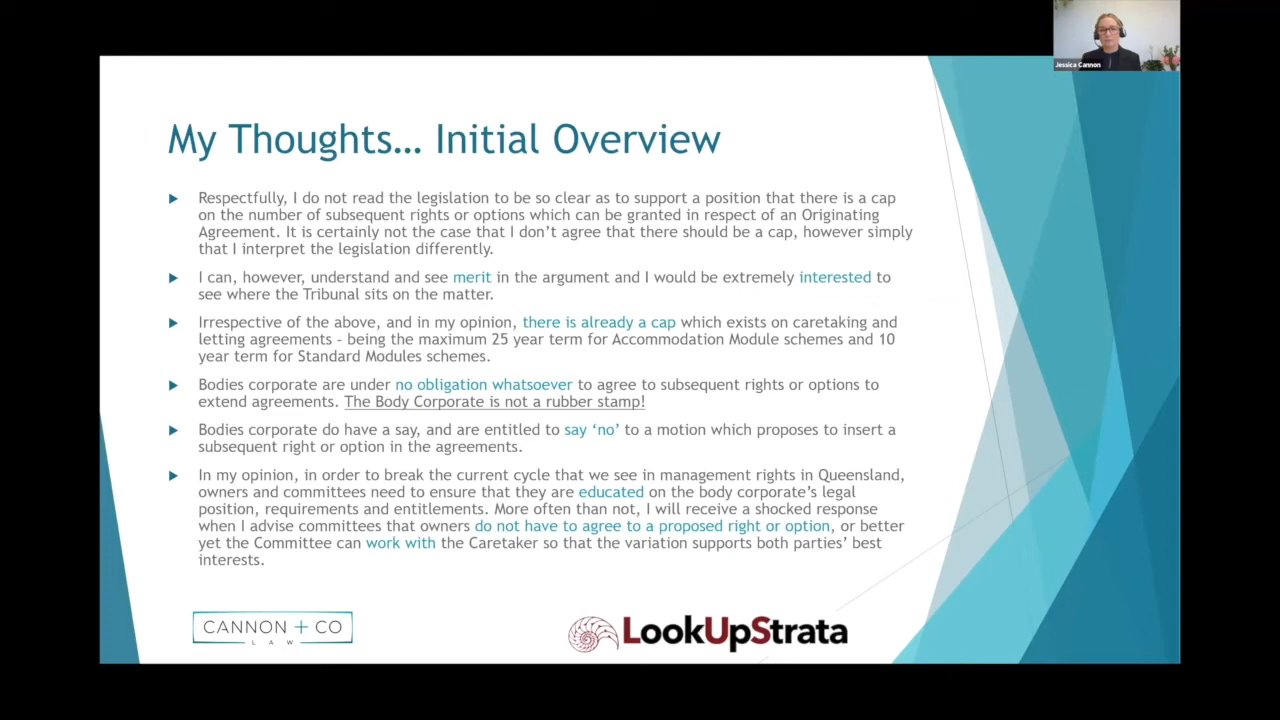 Jessica Cannon
My Thoughts... Initial Overview
Respectfully, I do not read the legislation to be so clear as to support a position that there is a cap
on the number of subsequent rights or options which can be granted in respect of an Originating
Agreement. It is certainly not the case that I don't agree that there should be a cap, however simply
that I interpret the legislation differently.
I can, however, understand and see merit in the argument and I would be extremely interested to
see where the Tribunal sits on the matter.
Irrespective of the above, and in my opinion, there is already a cap which exists on caretaking and
letting agreements – being the maximum 25 year term for Accommodation Module schemes and 10
year term for Standard Modules schemes.
Bodies corporate are under no obligation whatsoever to agree to subsequent rights or options to
extend agreements. The Body Corporate is not a rubber stamp!
Bodies corporate do have a say, and are entitled to say 'no' to a motion which proposes to insert a
subsequent right or option in the agreements.
In my opinion, in order to break the current cycle that we see in management rights in Queensland,
owners and committees need to ensure that they are educated on the body corporate's legal
position, requirements and entitlements. More often than not, I will receive a shocked response
when I advise committees that owners do not have to agree to a proposed right or option, or better
yet the Committee can work with the Caretaker so that the variation supports both parties' best
interests.
CANNON + CO
LAW
LookUpStrata